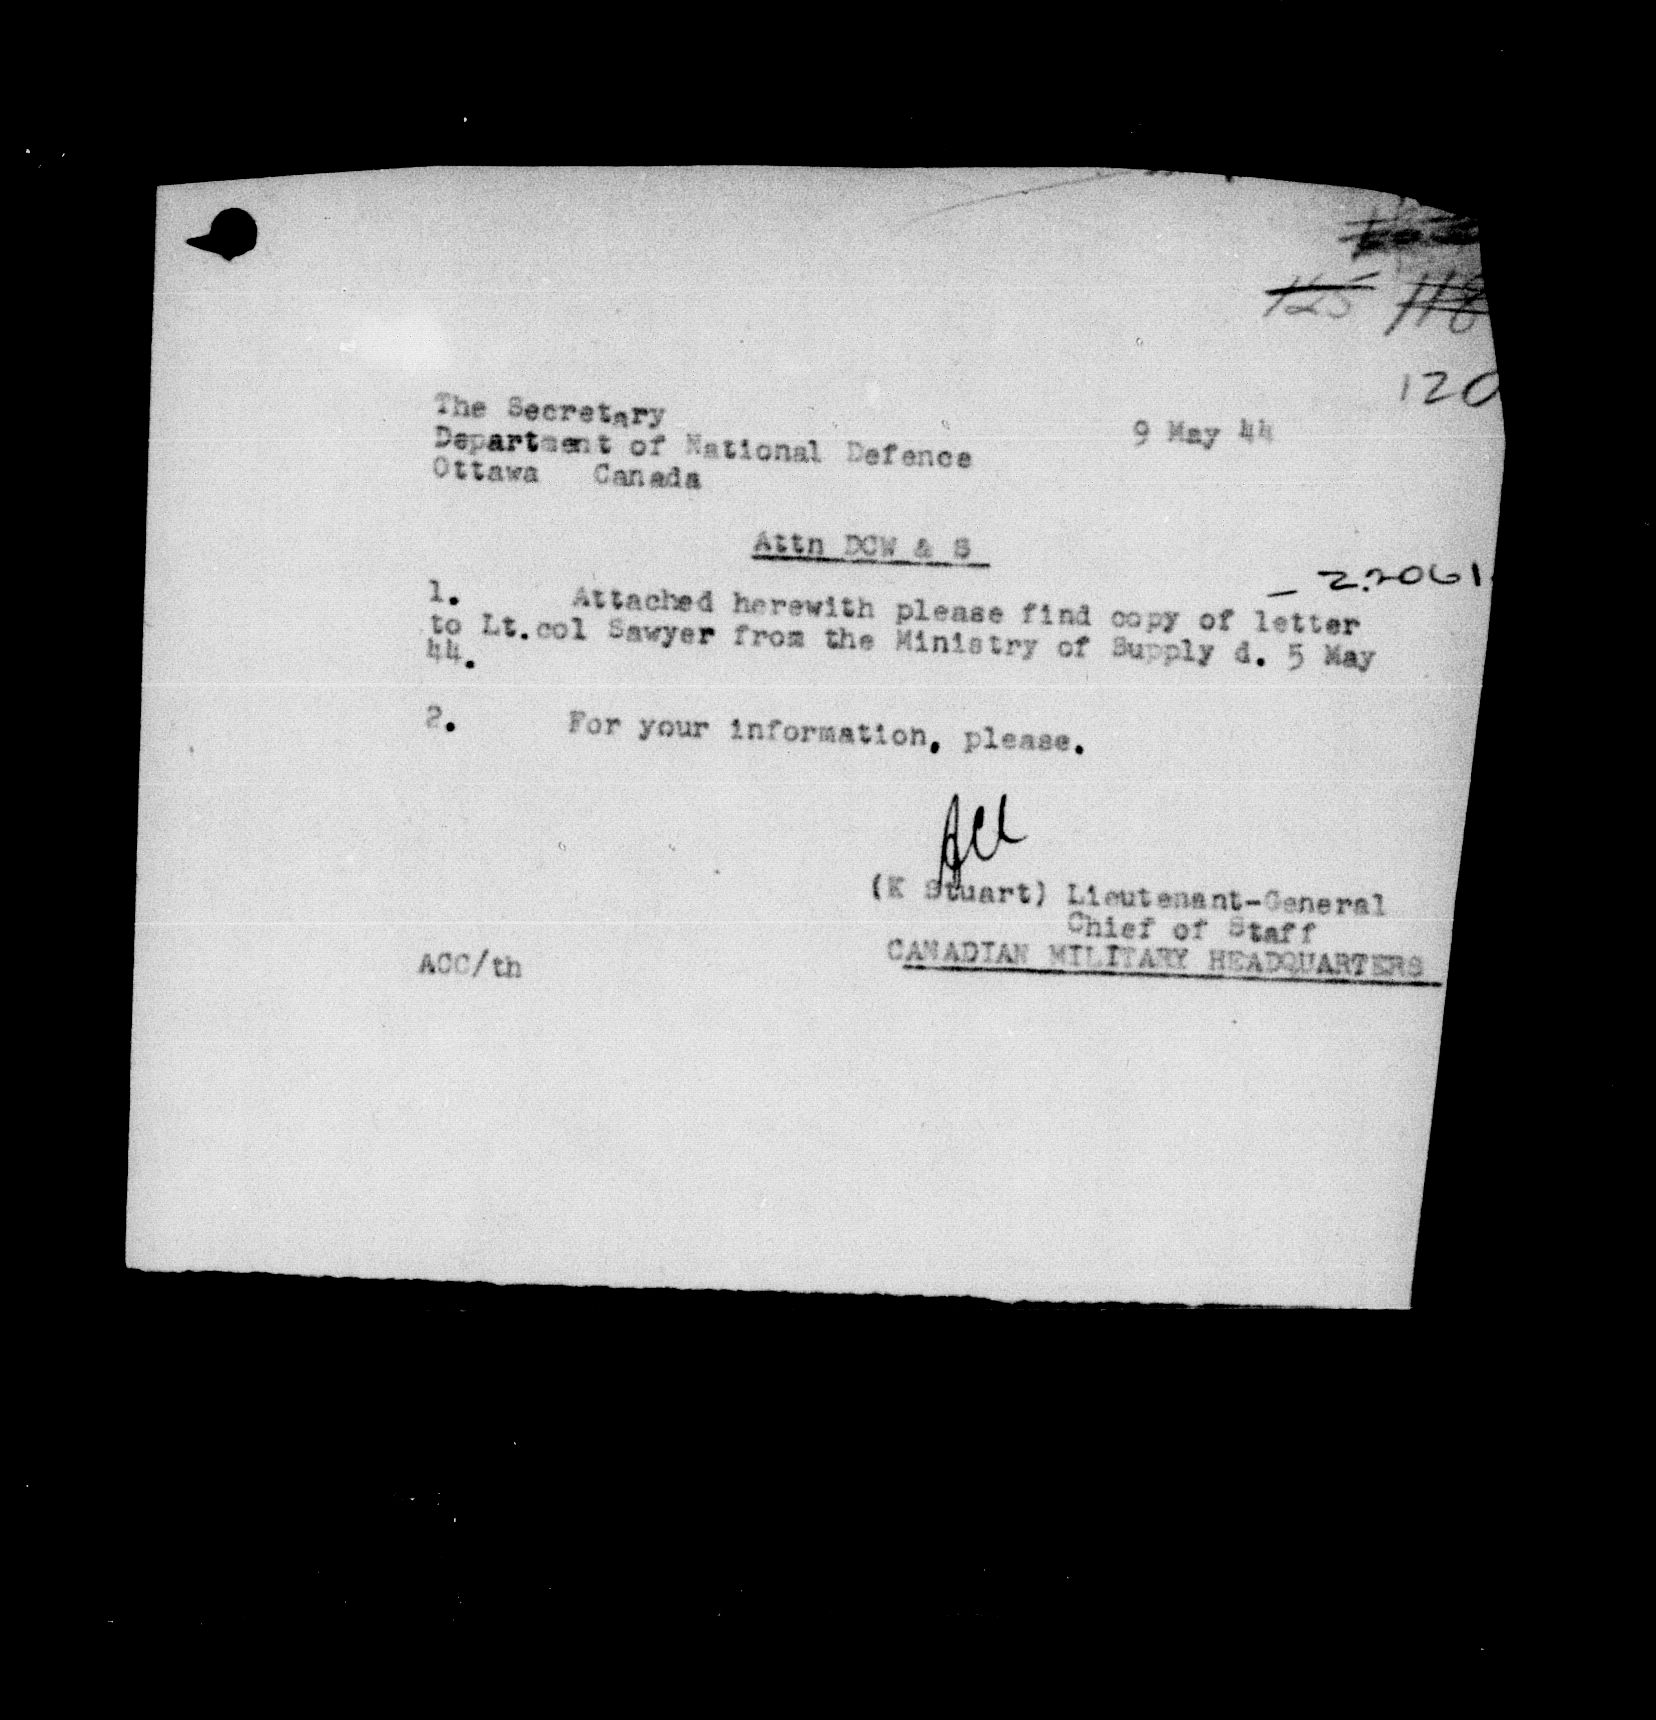 125 118
120
The Secretary 9 May 44
Department of National Defence
Ottawa Canada
Attn DCW & S
- 2.2061
1. Attached herewith please find copy of letter
to Lt.col Sawyer from the Ministry of Supply d. 5 May
44.
2. For your information, please.
(K Stuart) Lieutenant-General
Chief of Staff
ACC/th CANADIAN MILITARY HEADQUARTERS